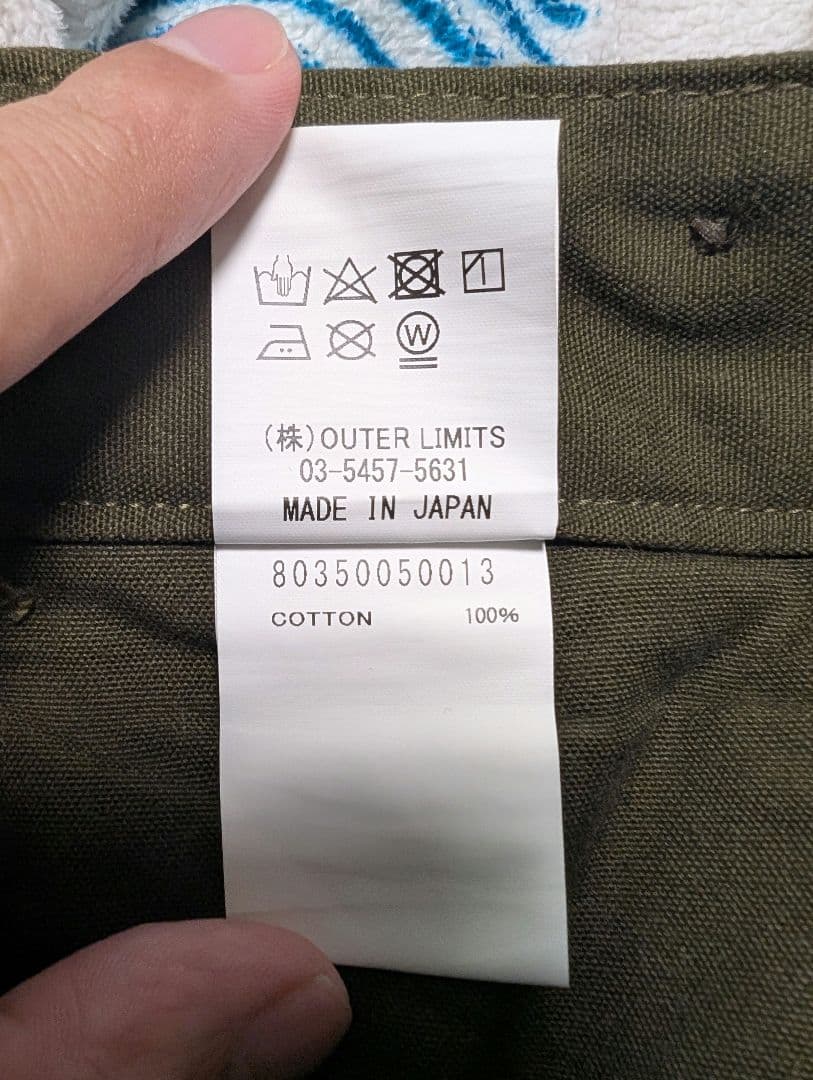 W
(株)OUTER LIMITS
03-5457-5631
MADE IN JAPAN
80350050013
COTTON 100%